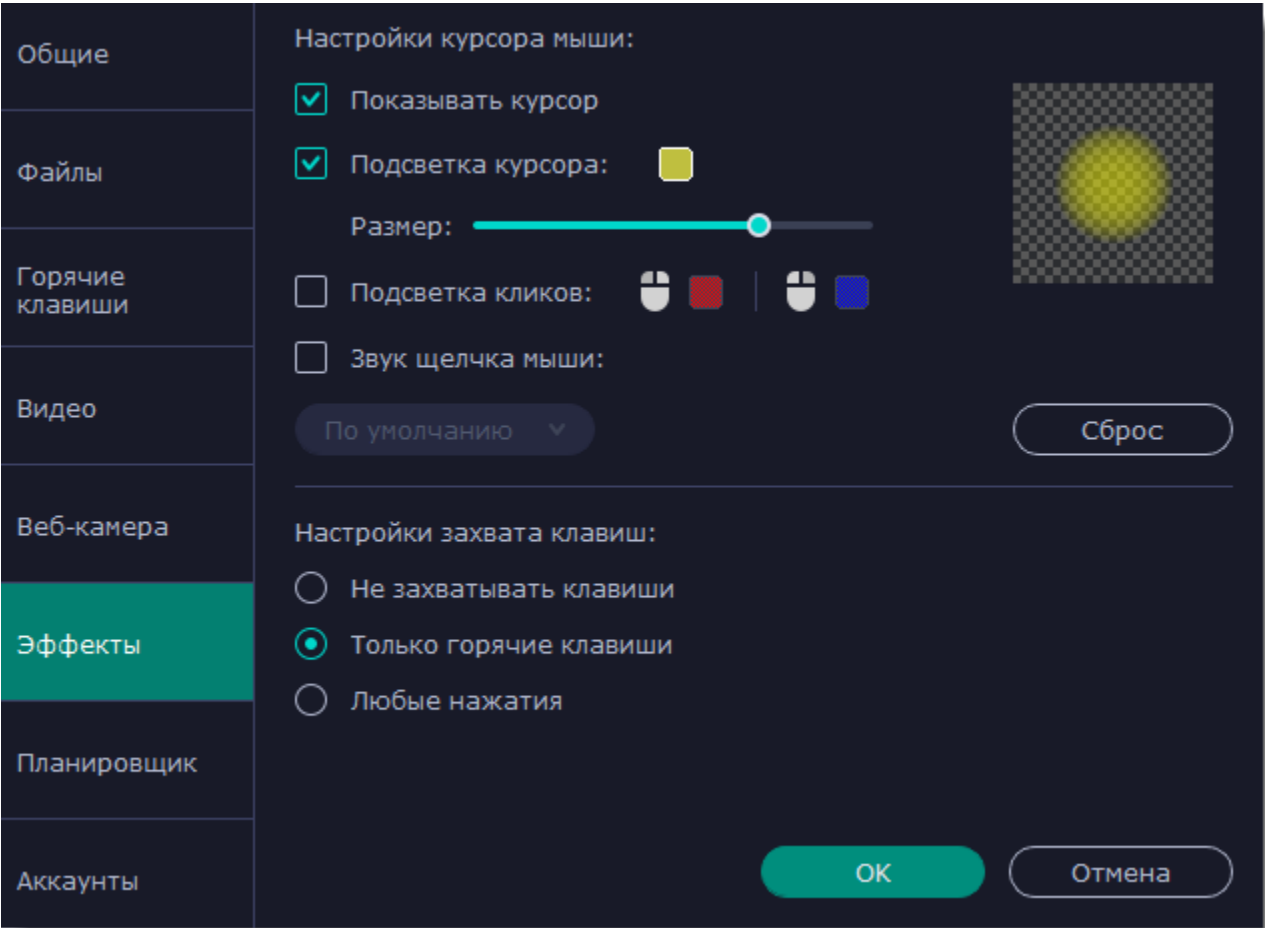 Общие
Файлы
Горячие
клавиши
Видео
Веб-камера
Эффекты
Планировщик
Аккаунты
Настройки курсора мыши:
Показывать курсор
Подсветка курсора:
Размер:
Подсветка кликов:
Звук щелчка мыши:
По умолчанию
Сброс
Настройки захвата клавиш:
Не захватывать клавиши
Только горячие клавиши
Любые нажатия
OK
Отмена